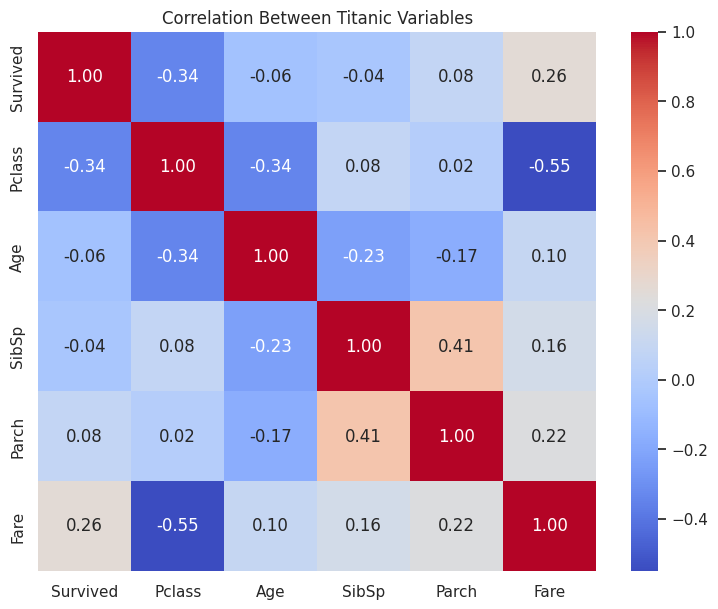 Correlation Between Titanic Variables
Survived 1.00 -0.34 -0.06 -0.04 0.08 0.26
Pclass -0.34 1.00 -0.34 0.08 0.02 -0.55
Age -0.06 -0.34 1.00 -0.23 -0.17 0.10
SibSp -0.04 0.08 -0.23 1.00 0.41 0.16
Parch 0.08 0.02 -0.17 0.41 1.00 0.22
Fare 0.26 -0.55 0.10 0.16 0.22 1.00
Survived Pclass Age SibSp Parch Fare
1.0
0.8
0.6
0.4
0.2
0.0
−0.2
−0.4